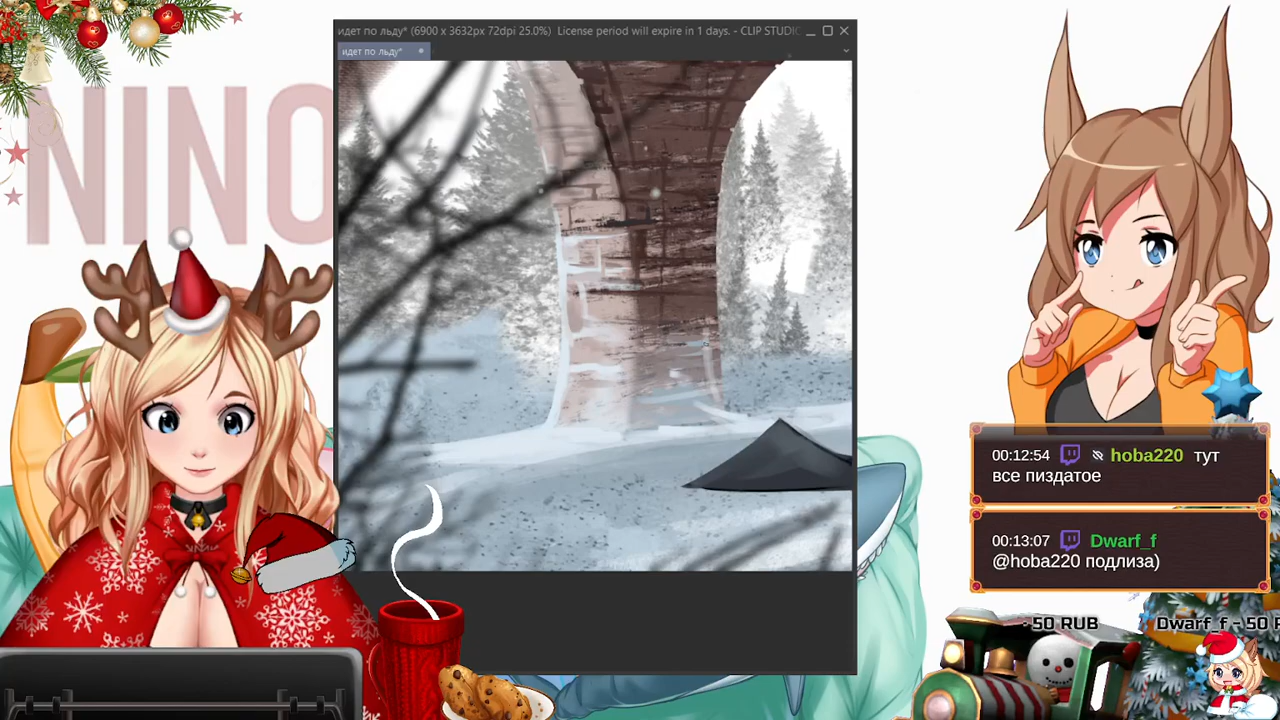 идет по льду* (6900 x 3632px 72dpi 25.0%) License period will expire in 1 days. - CLIP STUDIO
идет по льду*
NINO
00:12:54 hoba220 тут
все пиздатое
00:13:07 Dwarf_f
@hoba220 подлиза)
- 50 RUB Dwarf_f - 50 R